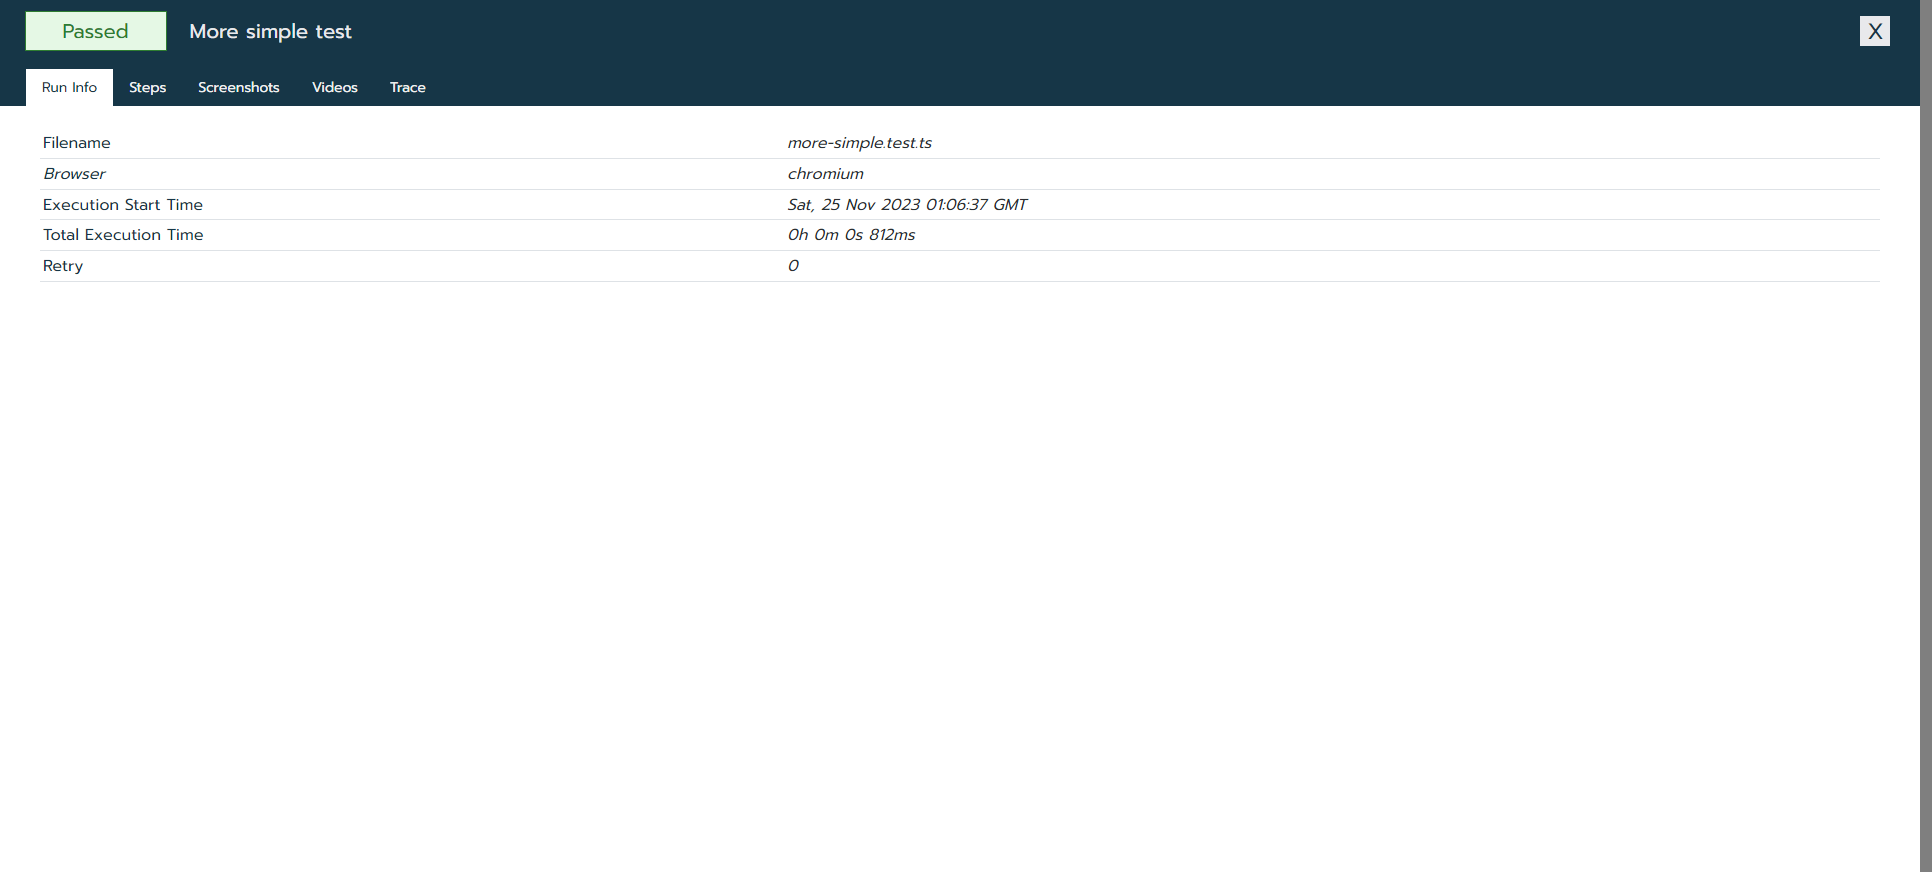 Passed More simple test X
Run Info Steps Screenshots Videos Trace
Filename more-simple.test.ts
Browser chromium
Execution Start Time Sat, 25 Nov 2023 01:06:37 GMT
Total Execution Time 0h 0m 0s 812ms
Retry 0